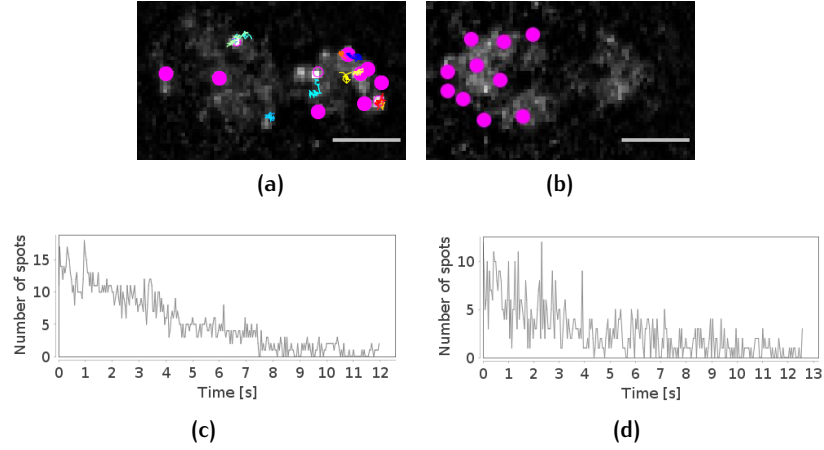 (a)
(b)
Number of spots
15
10
5
0
0 1 2 3 4 5 6 7 8 9 10 11 12
Time [s]
(c)
Number of spots
10
5
0
0 1 2 3 4 5 6 7 8 9 10 11 12 13
Time [s]
(d)